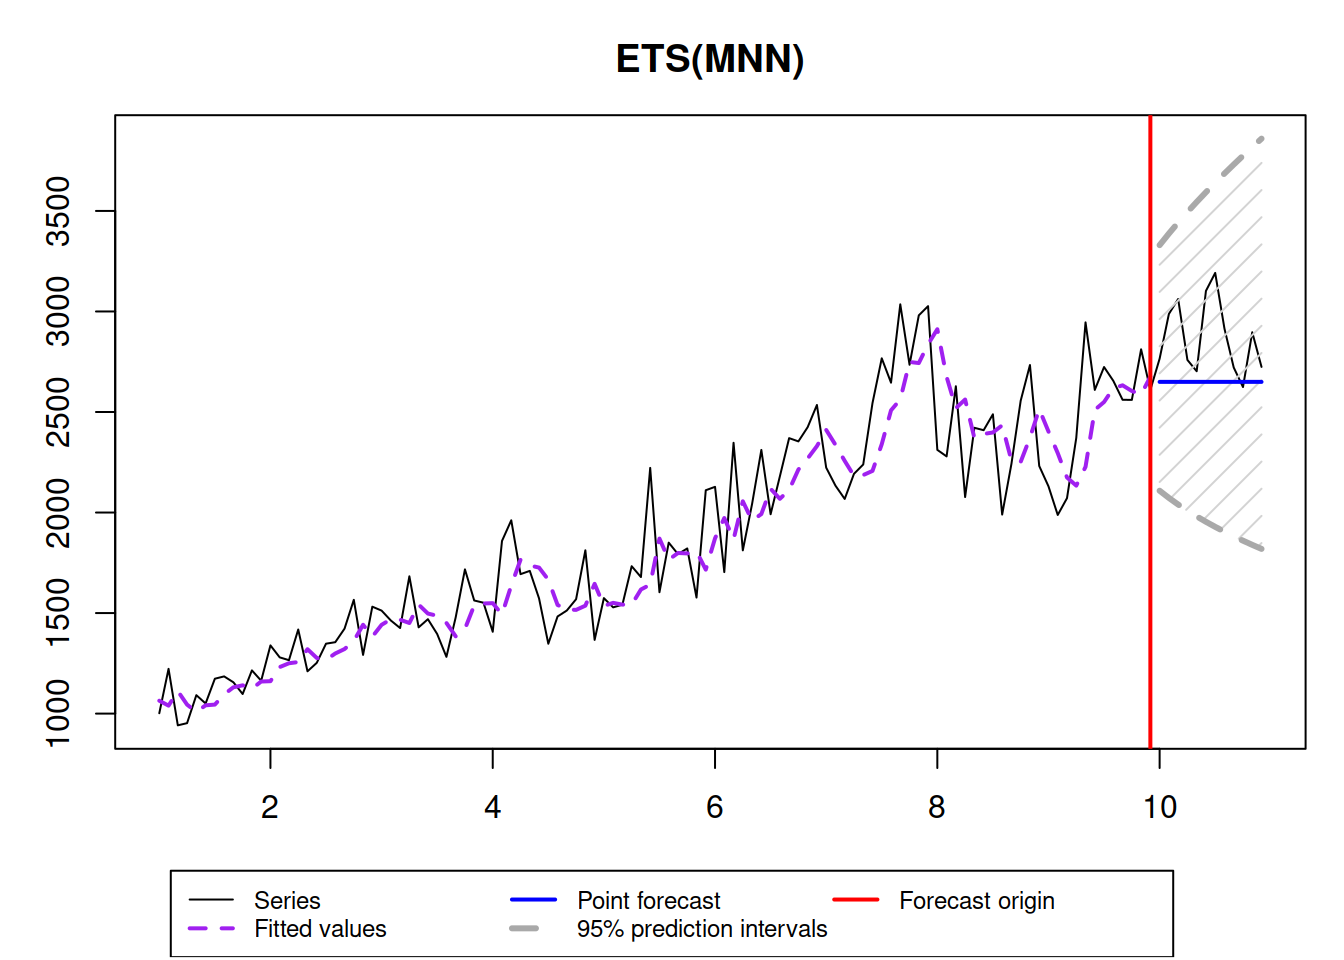 ETS(MNN)
3500
3000
2500
2000
1500
1000
2 4 6 8 10
Series Point forecast Forecast origin
Fitted values 95% prediction intervals